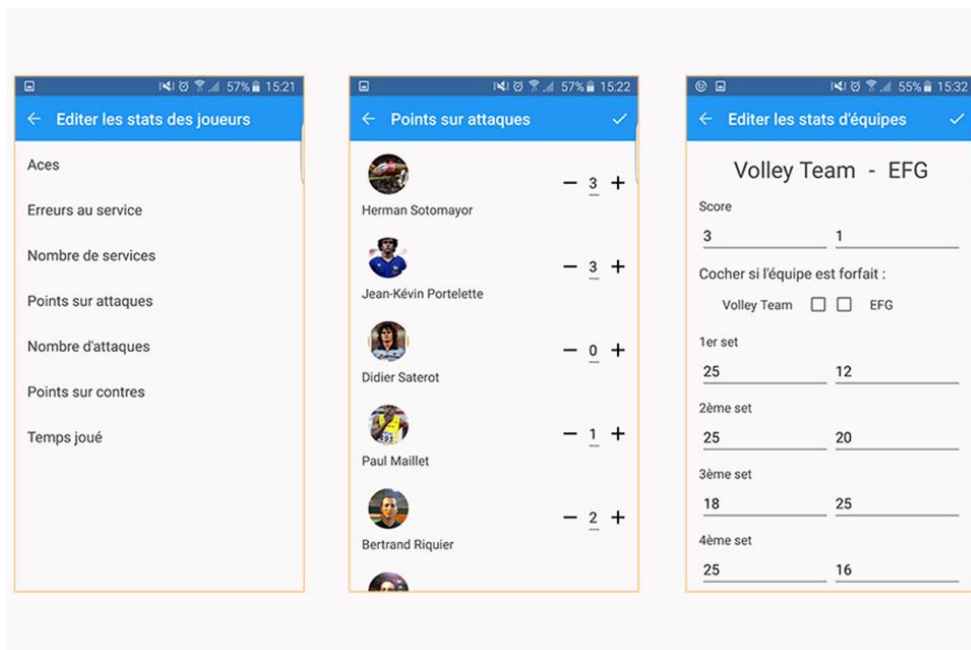 57% 15:21
Editer les stats des joueurs
Aces
Erreurs au service
Nombre de services
Points sur attaques
Nombre d'attaques
Points sur contres
Temps joué
57% 15:22
Points sur attaques
3
Herman Sotomayor
3
Jean-Kévin Portelette
0
Didier Saterot
1
Paul Maillet
2
Bertrand Riquier
55% 15:32
Editer les stats d'équipes
Volley Team - EFG
Score
3 1
Cocher si l'équipe est forfait :
Volley Team EFG
1er set
25 12
2ème set
25 20
3ème set
18 25
4ème set
25 16